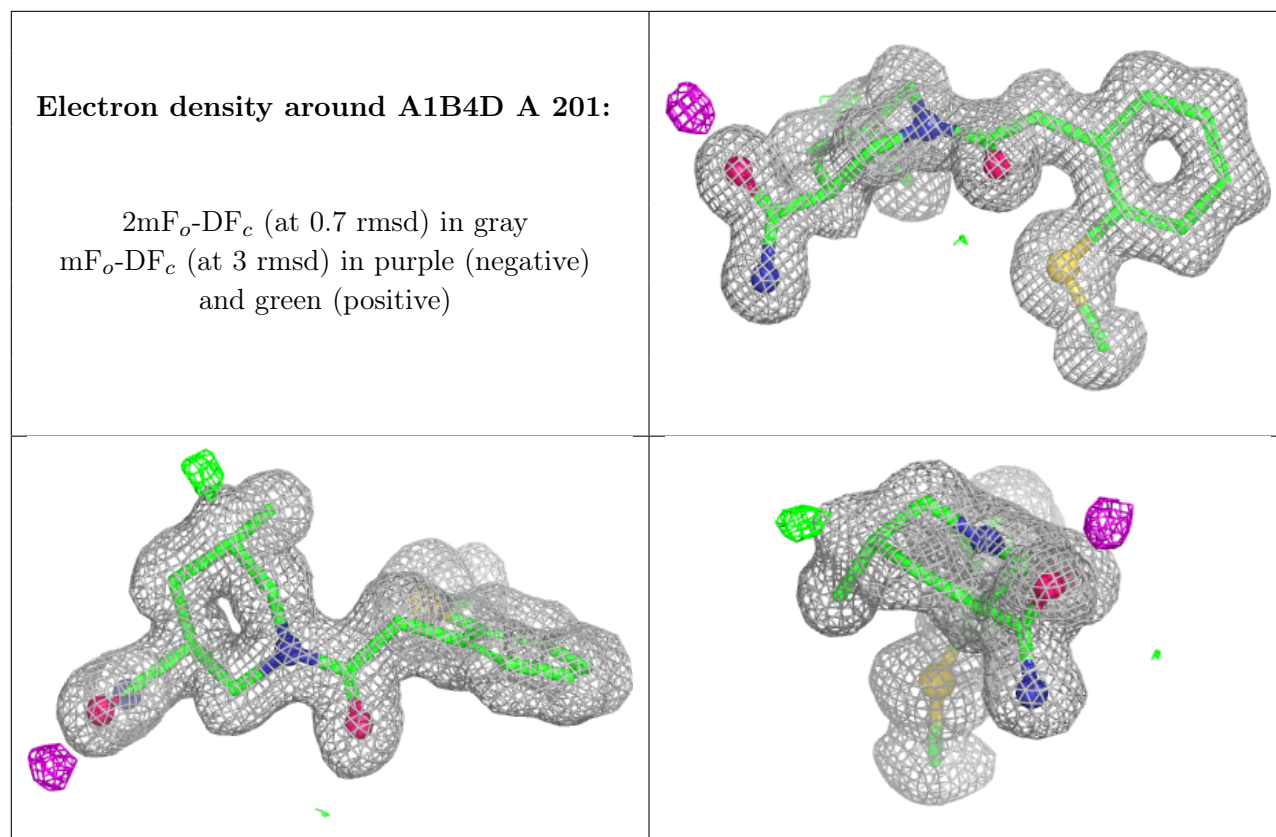 Electron density around A1B4D A 201:
2mFₒ-DF𝒸 (at 0.7 rmsd) in gray
mFₒ-DF𝒸 (at 3 rmsd) in purple (negative)
and green (positive)